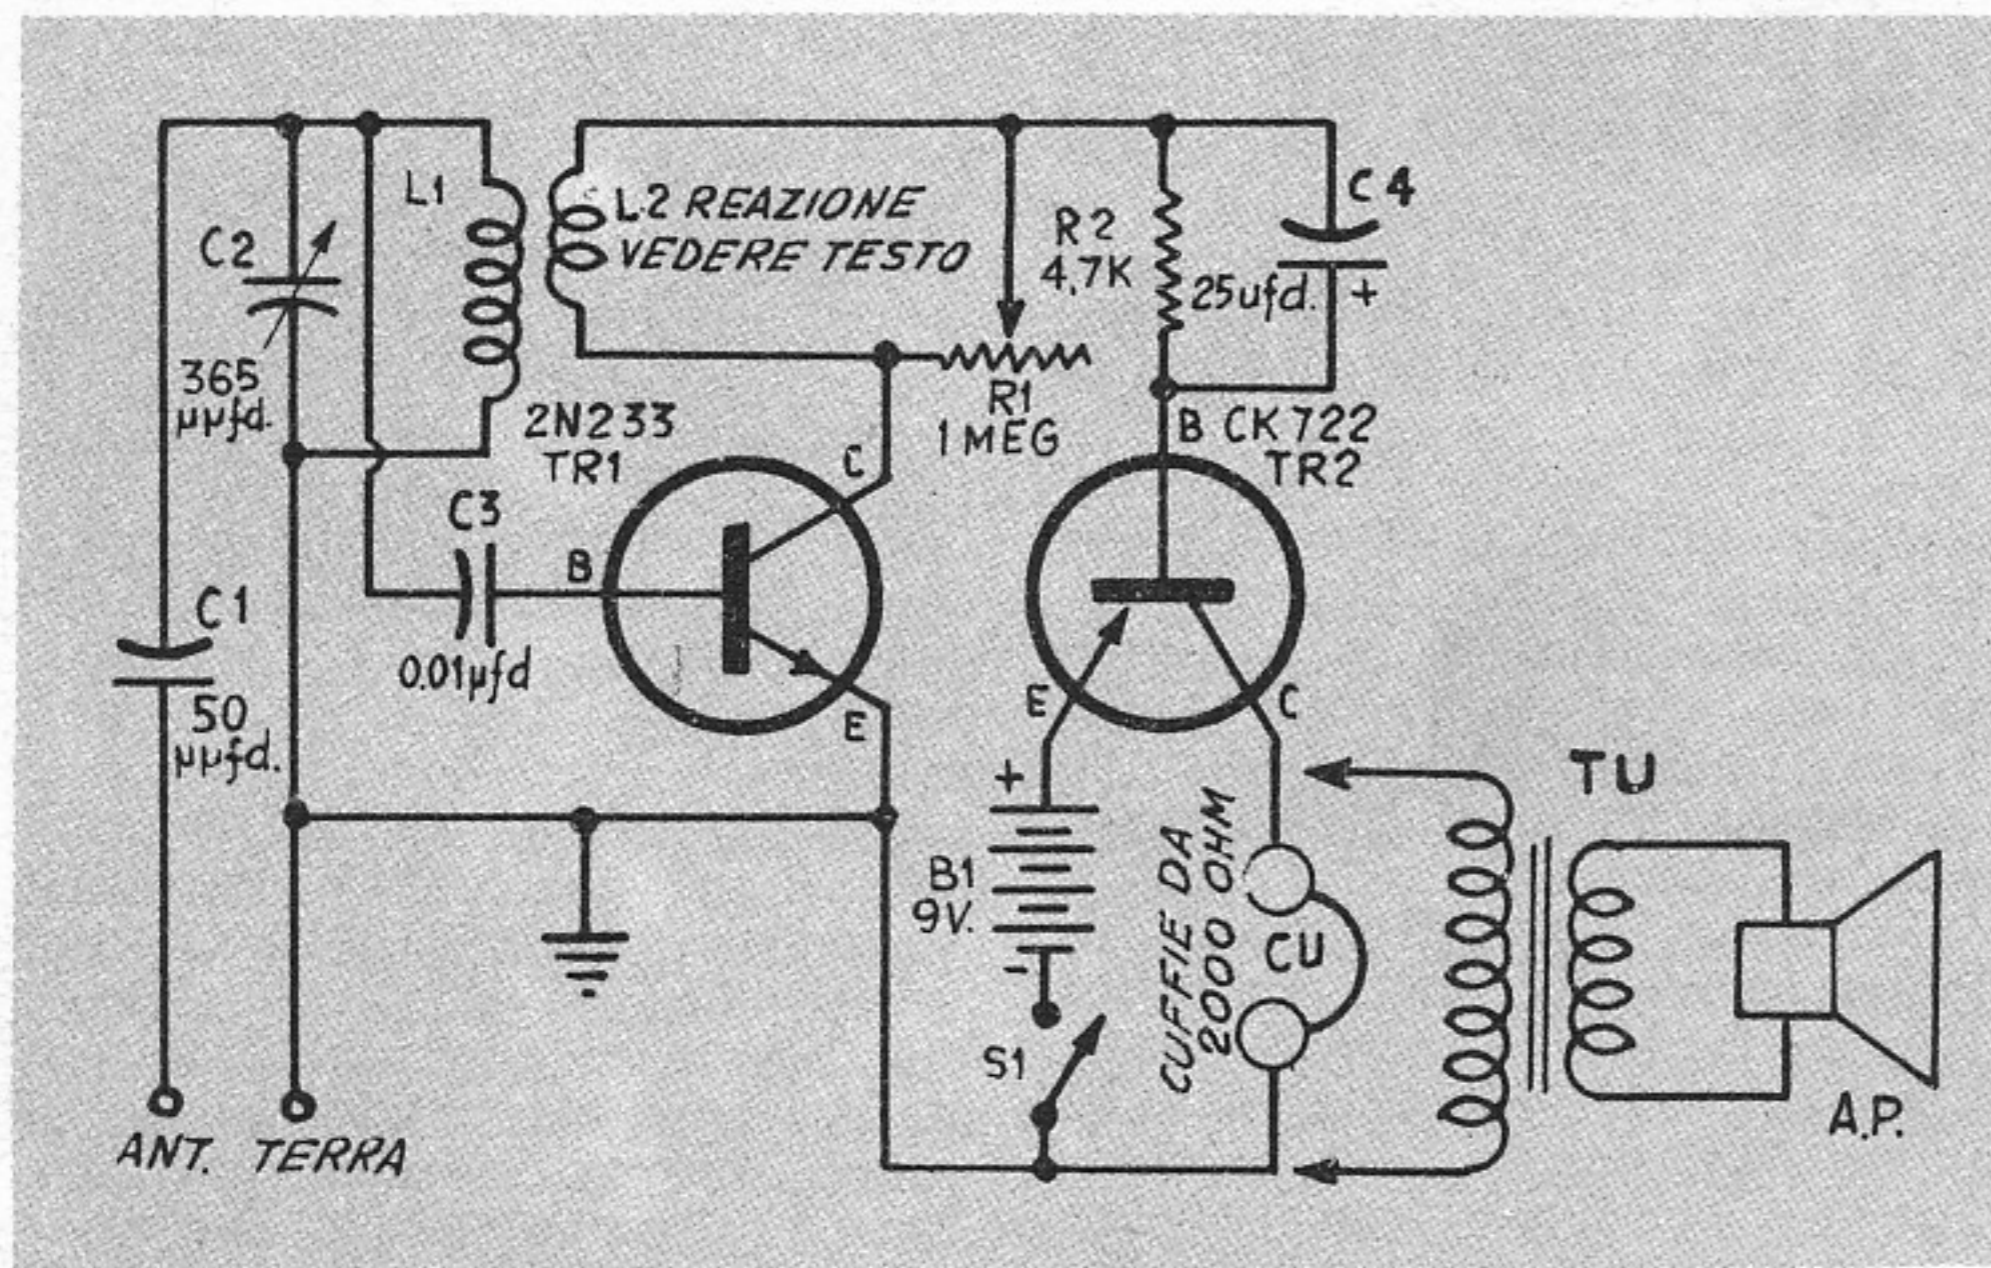 L1
C2
365
µµfd.
L2 REAZIONE
VEDERE TESTO
R2
4,7K
C4
25ufd. +
R1
1 MEG
2N233
TR1
C
B
E
C3
0.01µfd
C1
50
µµfd.
B CK722
TR2
E
C
+
B1
9V.
-
S1
CUFFIE DA
2000 OHM
CU
TU
A.P.
ANT. TERRA